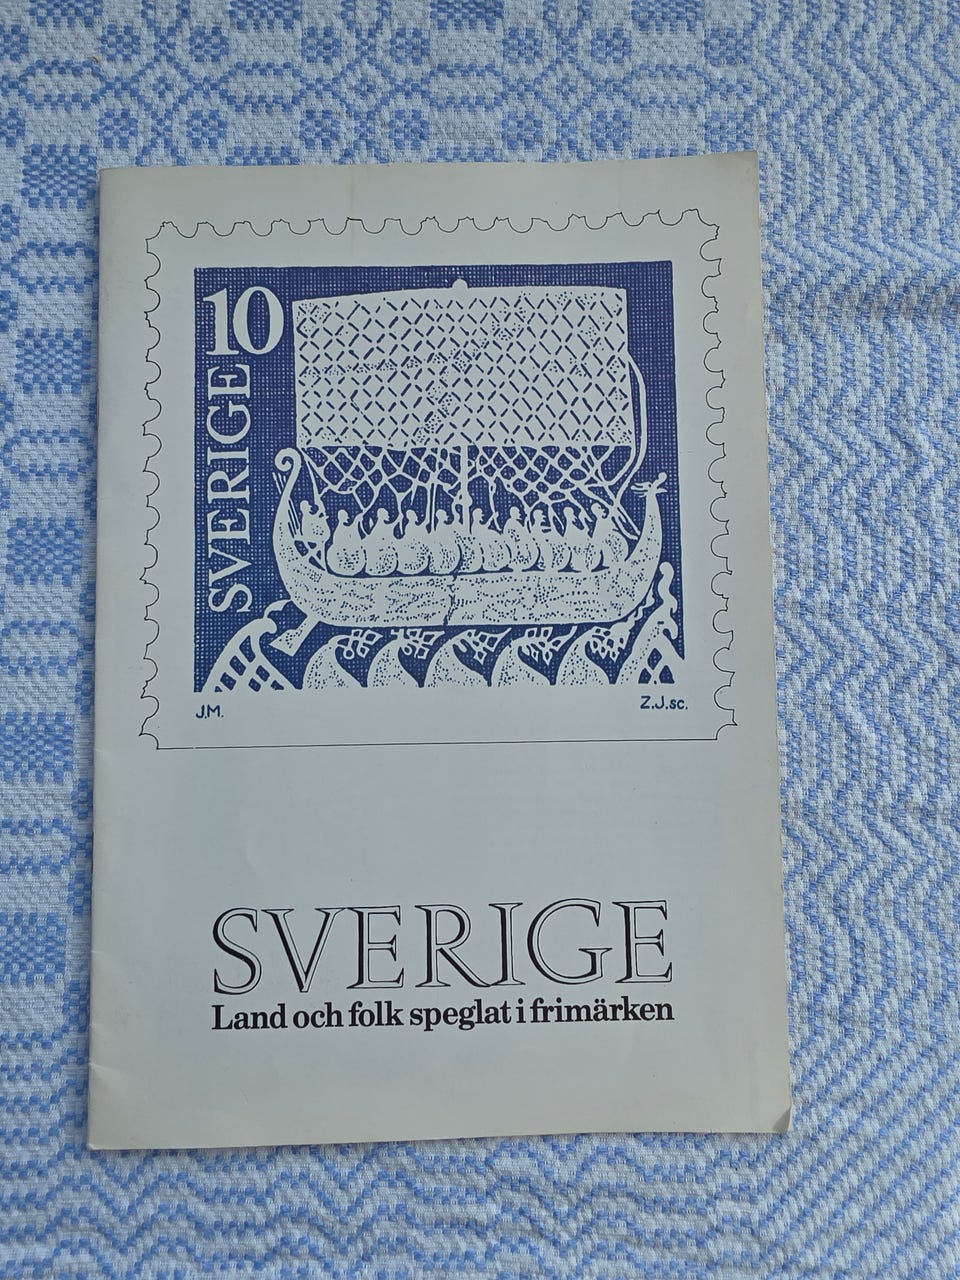 10
SVERIGE
J.M.
Z.J.sc.
SVERIGE
Land och folk speglat i frimärken